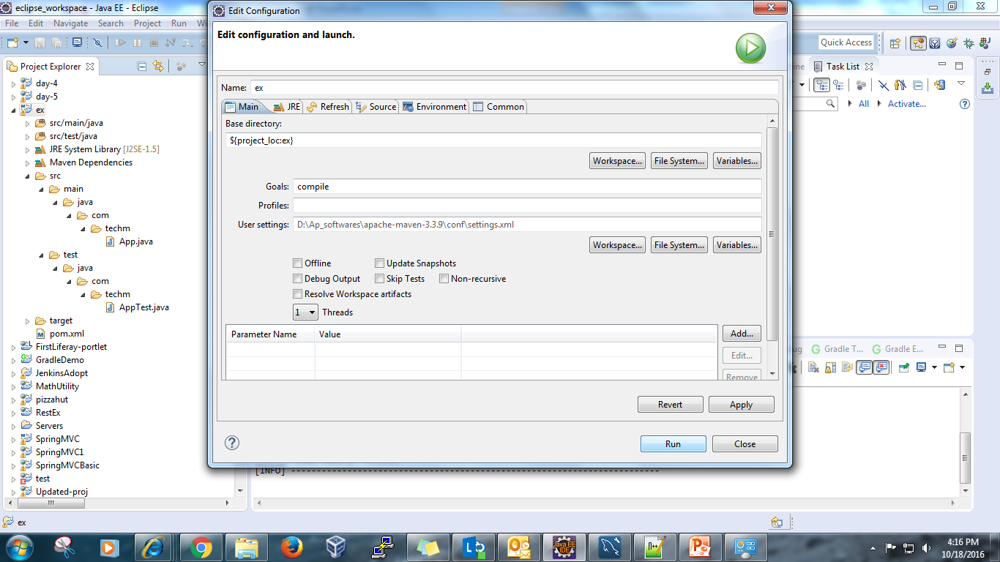 eclipse_workspace - Java EE - Eclipse
File Edit Navigate Search Project Run
Quick Access
Project Explorer
day-4
day-5
ex
src/main/java
src/test/java
JRE System Library [J2SE-1.5]
Maven Dependencies
src
main
java
com
techm
App.java
test
java
com
techm
AppTest.java
target
pom.xml
FirstLiferay-portlet
GradleDemo
JenkinsAdopt
MathUtility
pizzahut
RestEx
Servers
SpringMVC
SpringMVC1
SpringMVCBasic
test
Updated-proj
Edit Configuration
Edit configuration and launch.
Name: ex
Main JRE Refresh Source Environment Common
Base directory:
${project_loc:ex}
Workspace... File System... Variables...
Goals: compile
Profiles:
User settings: D:\Ap_softwares\apache-maven-3.3.9\conf\settings.xml
Workspace... File System... Variables...
Offline Update Snapshots
Debug Output Skip Tests Non-recursive
Resolve Workspace artifacts
1 Threads
Parameter Name Value
Add...
Edit...
Remove
Revert Apply
Run Close
Task List
All Activate...
Gradle T... Gradle E...
[INFO] ------------------------------------------------------------------------
ex
Java EE
IDE
4:16 PM
10/18/2016